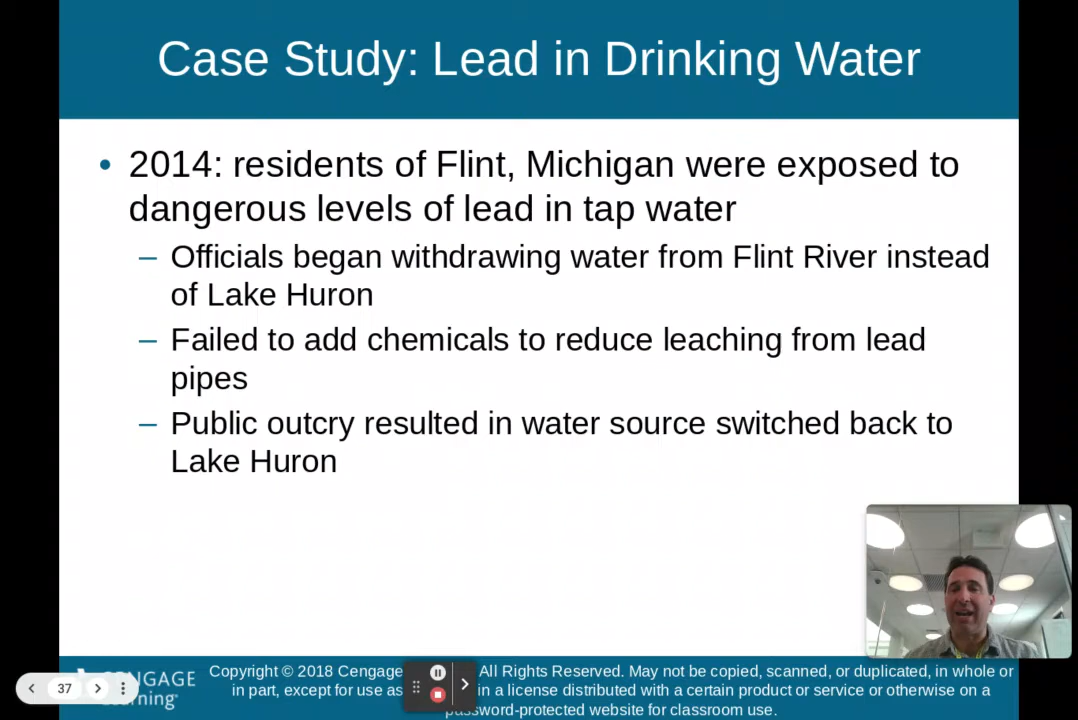 Case Study: Lead in Drinking Water
• 2014: residents of Flint, Michigan were exposed to
dangerous levels of lead in tap water
– Officials began withdrawing water from Flint River instead
of Lake Huron
– Failed to add chemicals to reduce leaching from lead
pipes
– Public outcry resulted in water source switched back to
Lake Huron
CENGAGE
Learning®
Copyright © 2018 Cengage All Rights Reserved. May not be copied, scanned, or duplicated, in whole or
in part, except for use as in a license distributed with a certain product or service or otherwise on a
password-protected website for classroom use.
37